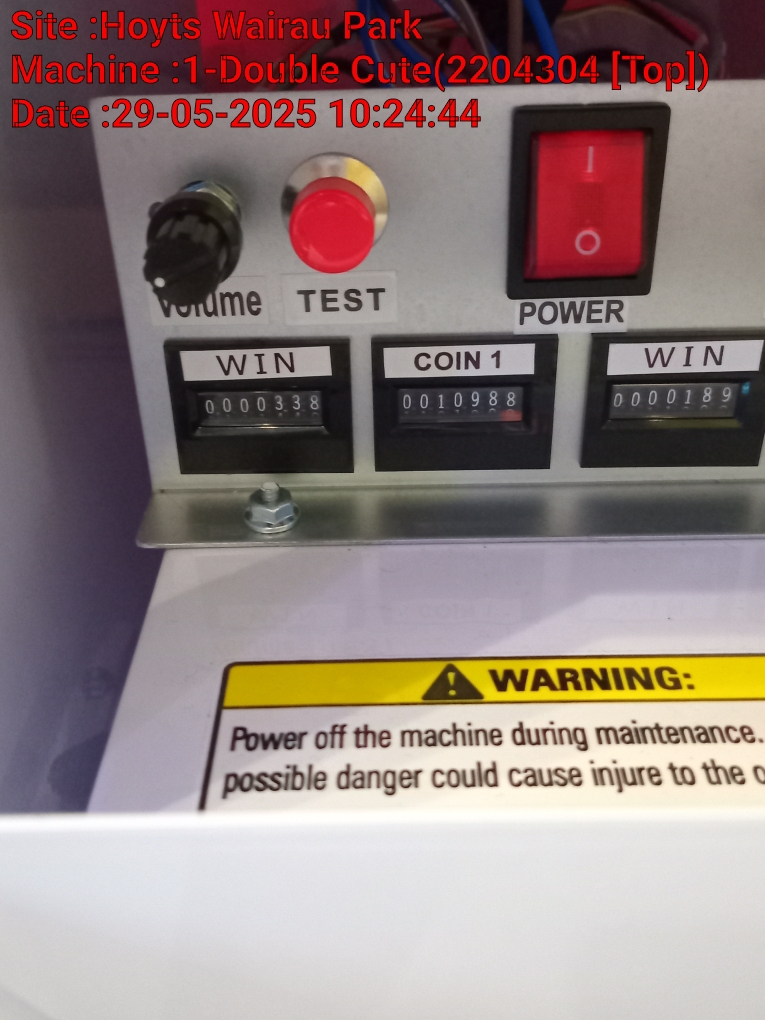 Site :Hoyts Wairau Park
Machine :1-Double Cute(2204304 [Top])
Date :29-05-2025 10:24:44
Volume
TEST
POWER
WIN
COIN 1
WIN
0000338
0010988
0000189
WARNING:
Power off the machine during maintenance.
possible danger could cause injure to the o